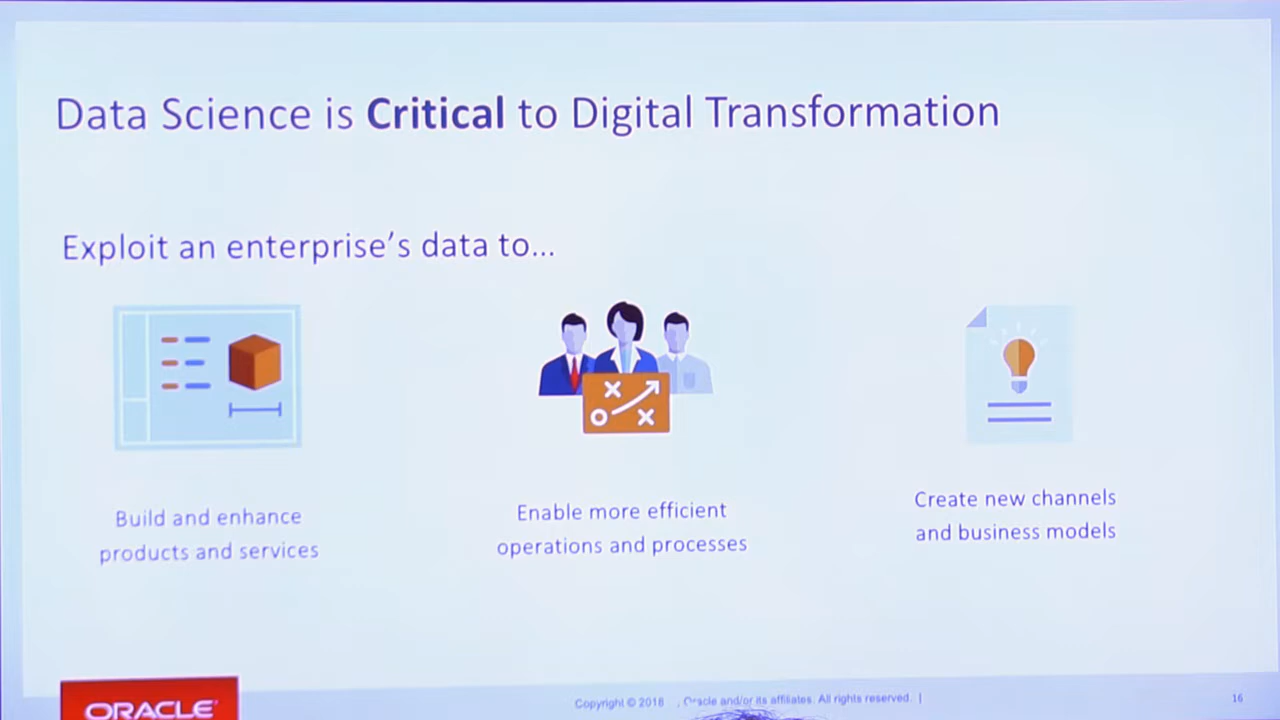 Data Science is Critical to Digital Transformation
Exploit an enterprise's data to...
Build and enhance
products and services
Enable more efficient
operations and processes
Create new channels
and business models
ORACLE
Copyright © 2018 , Oracle and/or its affiliates. All rights reserved. |
16